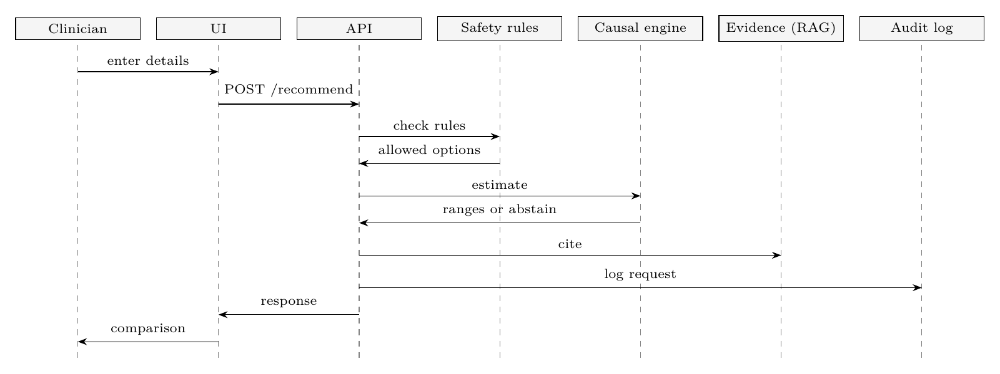 Clinician
UI
API
Safety rules
Causal engine
Evidence (RAG)
Audit log
enter details
POST /recommend
check rules
allowed options
estimate
ranges or abstain
cite
log request
response
comparison